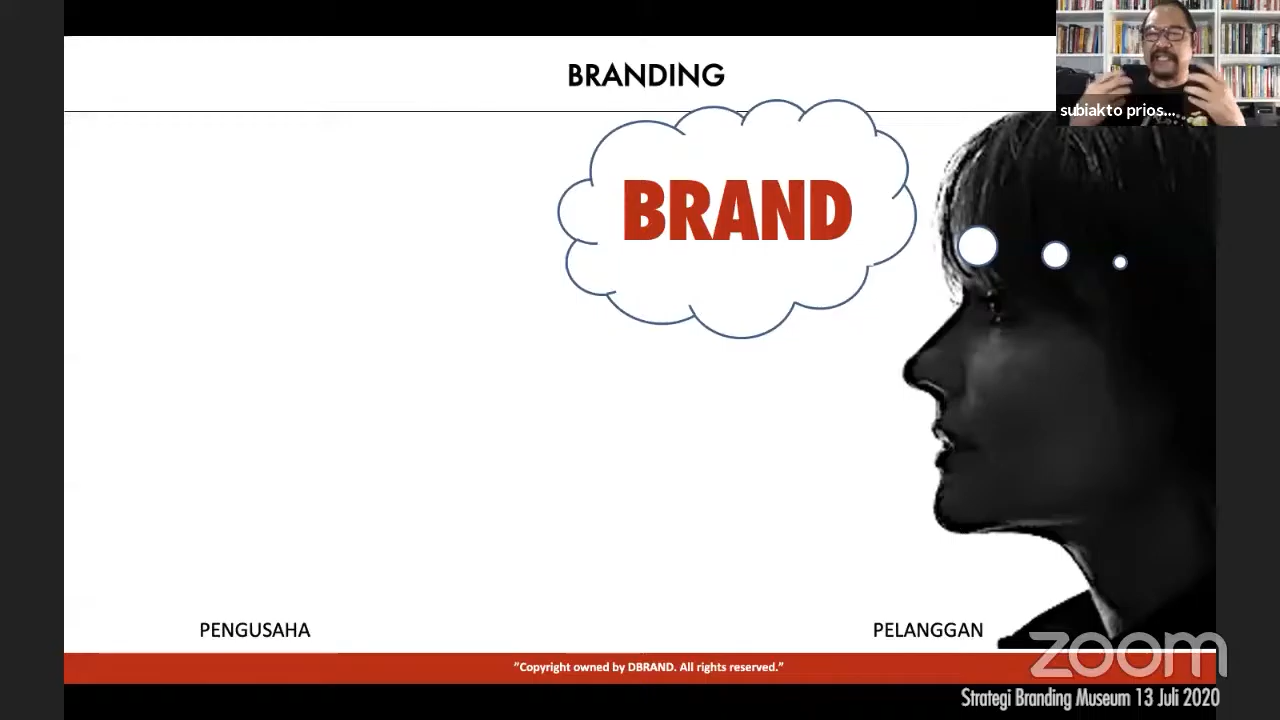 BRANDING
subiakto prios...
BRAND
PENGUSAHA
PELANGGAN
zoom
"Copyright owned by DBRAND. All rights reserved."
Strategi Branding Museum 13 Juli 2020